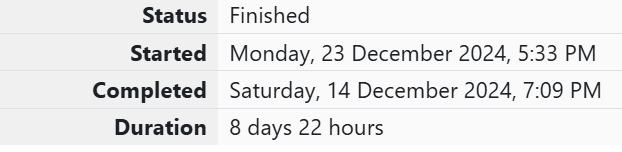 Status Finished
Started Monday, 23 December 2024, 5:33 PM
Completed Saturday, 14 December 2024, 7:09 PM
Duration 8 days 22 hours